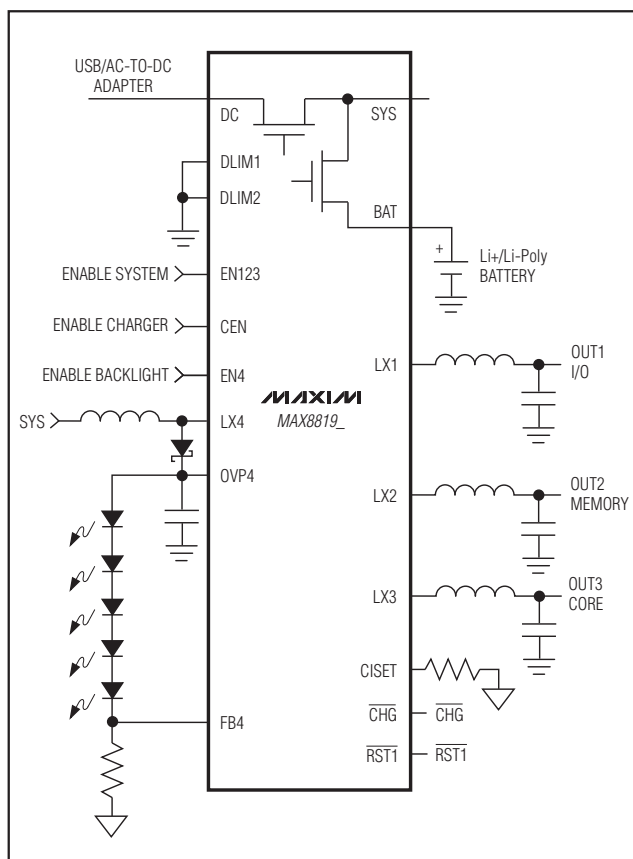 USB/AC-TO-DC
ADAPTER
DC
SYS
DLIM1
DLIM2
BAT
+
Li+/Li-Poly
BATTERY
ENABLE SYSTEM
EN123
ENABLE CHARGER
CEN
ENABLE BACKLIGHT
EN4
LX1
OUT1
I/O
MAXIM
MAX8819_
SYS
LX4
OVP4
LX2
OUT2
MEMORY
LX3
OUT3
CORE
CISET
FB4
CHG
CHG
RST1
RST1